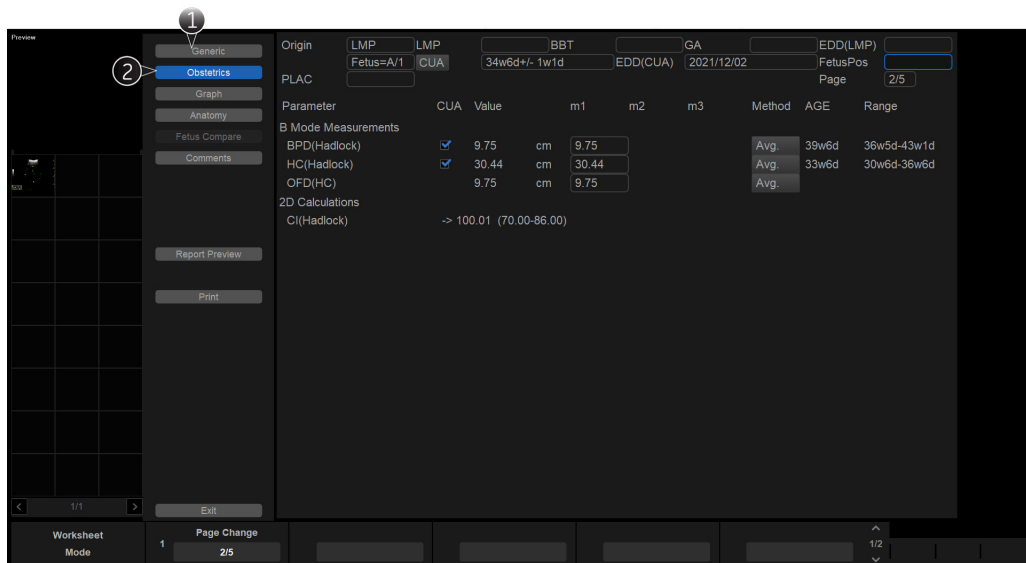 1
Preview
Generic
2
Obstetrics
Graph
Anatomy
Fetus Compare
Comments
Report Preview
Print
Exit
< 1/1 >
Origin LMP LMP BBT GA EDD(LMP)
Fetus=A/1 CUA 34w6d+/- 1w1d EDD(CUA) 2021/12/02 FetusPos
PLAC Page 2/5
Parameter CUA Value m1 m2 m3 Method AGE Range
B Mode Measurements
BPD(Hadlock) 9.75 cm 9.75 Avg. 39w6d 36w5d-43w1d
HC(Hadlock) 30.44 cm 30.44 Avg. 33w6d 30w6d-36w6d
OFD(HC) 9.75 cm 9.75 Avg.
2D Calculations
CI(Hadlock) -> 100.01 (70.00-86.00)
Worksheet
Mode
1 Page Change
2/5
1/2